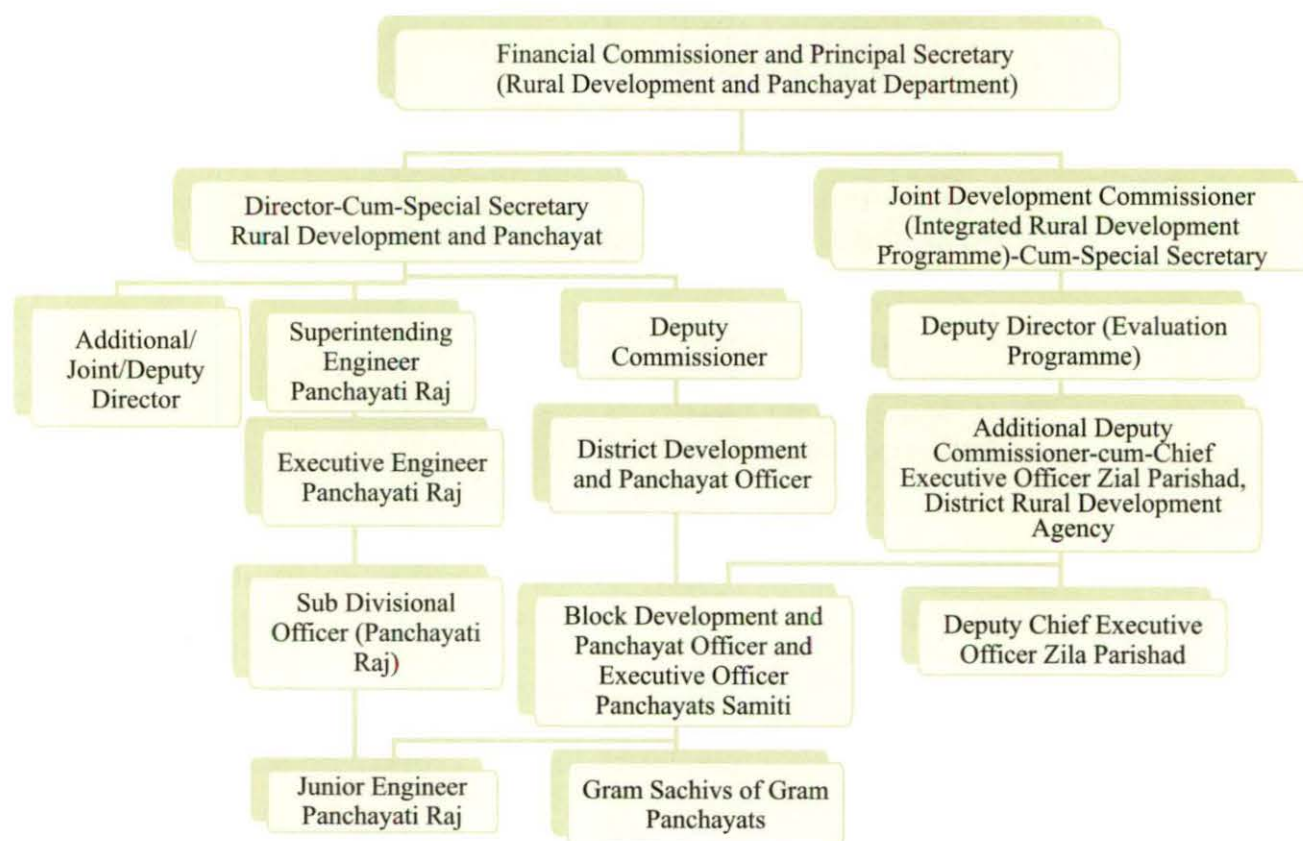 Financial Commissioner and Principal Secretary
(Rural Development and Panchayat Department)
Director-Cum-Special Secretary
Rural Development and Panchayat
Joint Development Commissioner
(Integrated Rural Development
Programme)-Cum-Special Secretary
Additional/
Joint/Deputy
Director
Superintending
Engineer
Panchayati Raj
Deputy
Commissioner
Deputy Director (Evaluation
Programme)
Executive Engineer
Panchayati Raj
District Development
and Panchayat Officer
Additional Deputy
Commissioner-cum-Chief
Executive Officer Zial Parishad,
District Rural Development
Agency
Sub Divisional
Officer (Panchayati
Raj)
Block Development and
Panchayat Officer and
Executive Officer
Panchayats Samiti
Deputy Chief Executive
Officer Zila Parishad
Junior Engineer
Panchayati Raj
Gram Sachivs of Gram
Panchayats